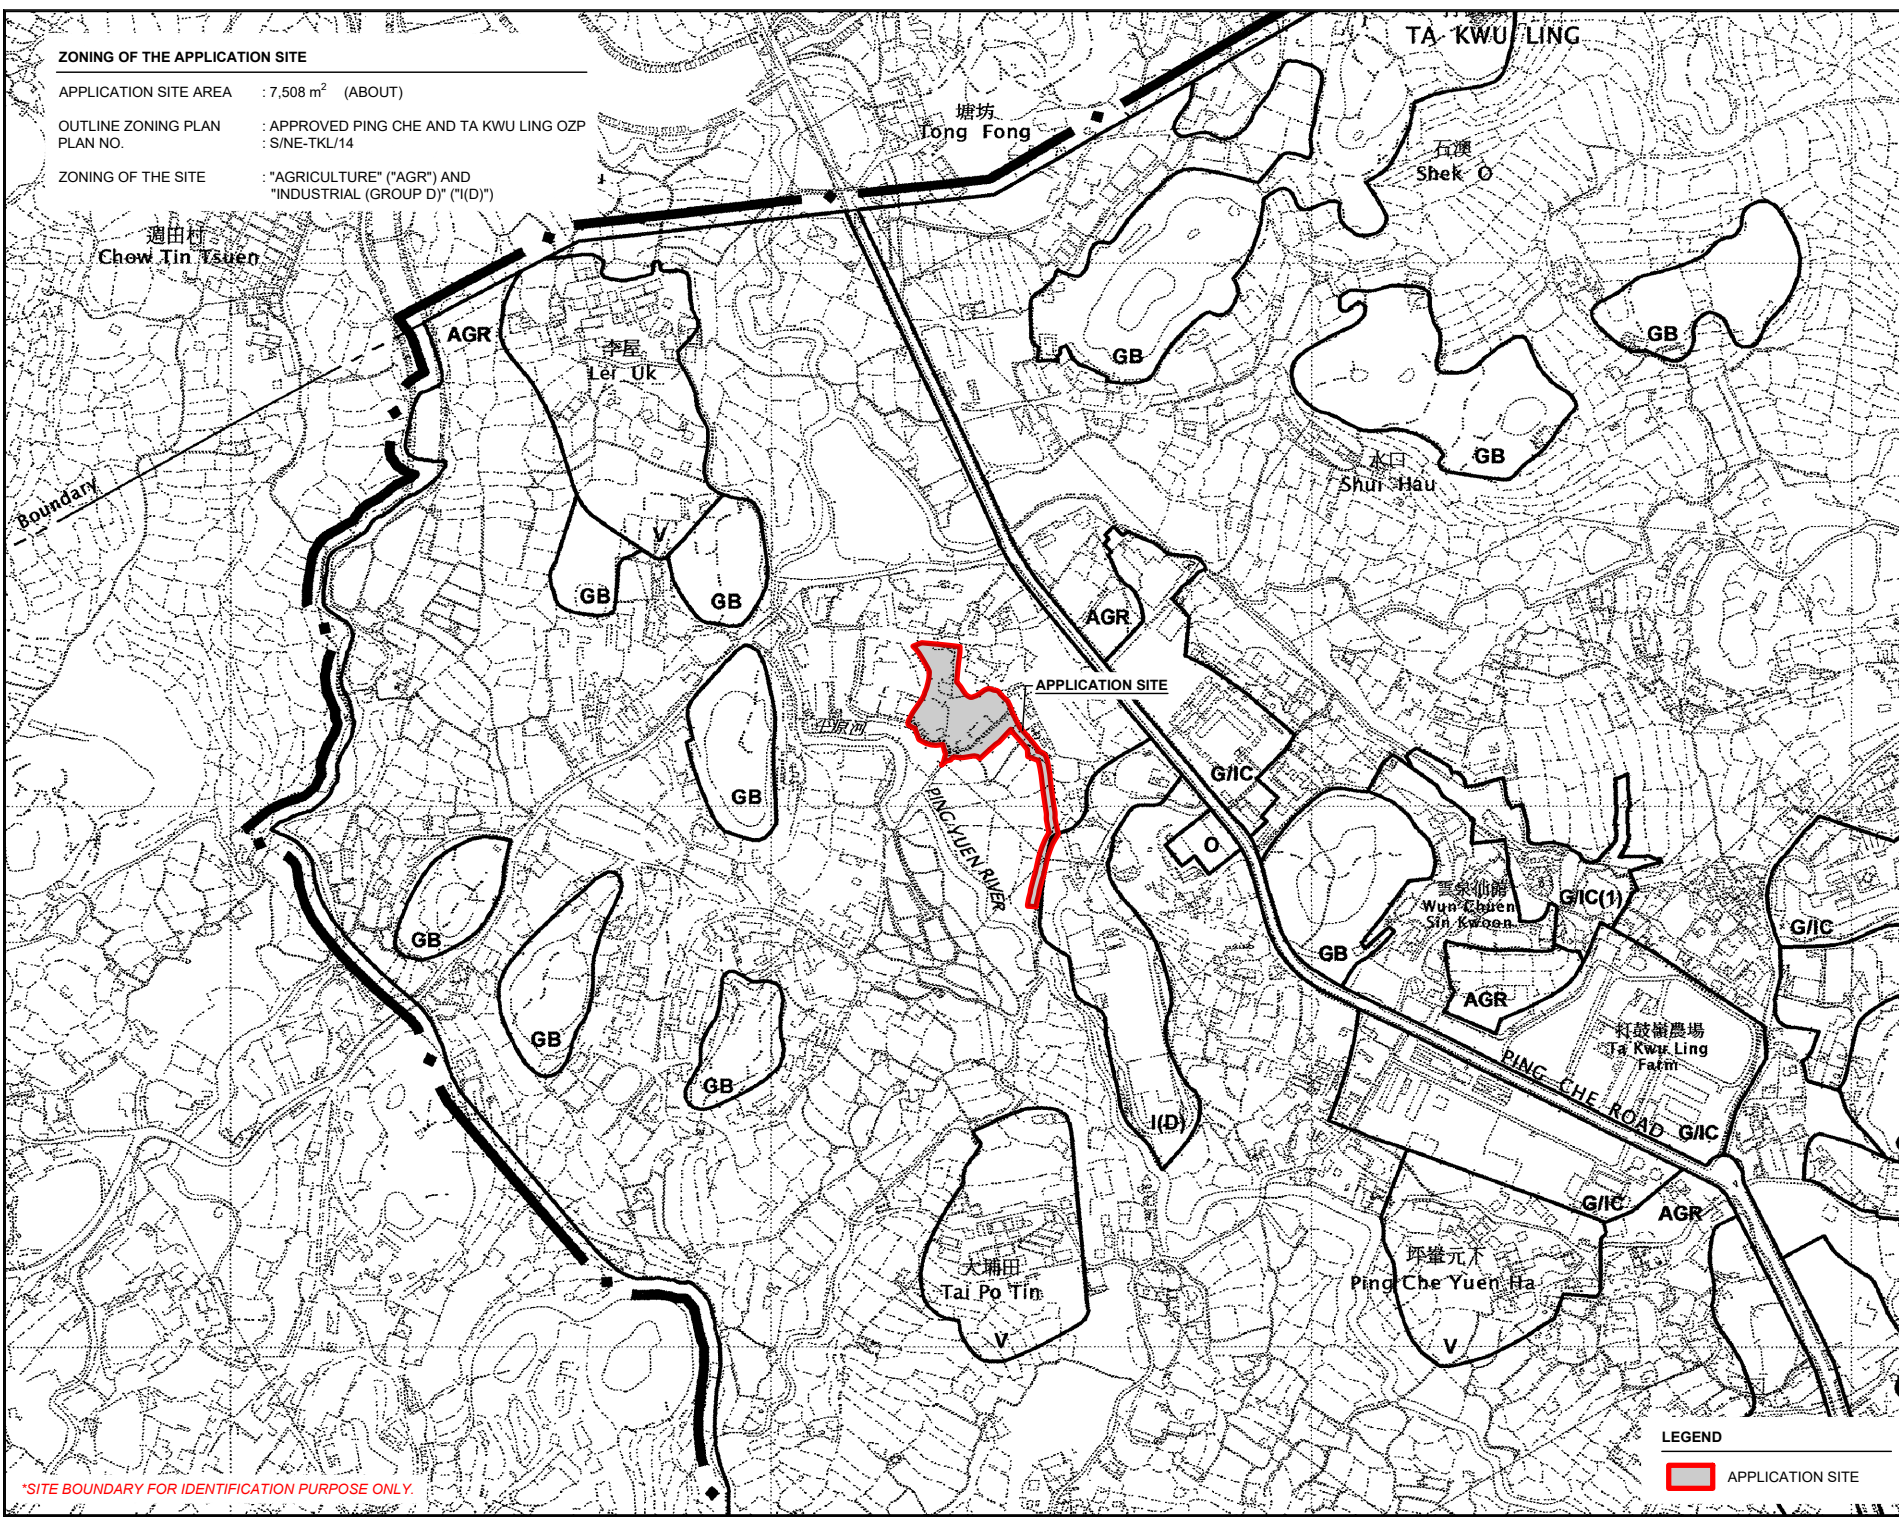 ZONING OF THE APPLICATION SITE
APPLICATION SITE AREA : 7,508 m² (ABOUT)
OUTLINE ZONING PLAN : APPROVED PING CHE AND TA KWU LING OZP
PLAN NO. : S/NE-TKL/14
ZONING OF THE SITE : "AGRICULTURE" ("AGR") AND
"INDUSTRIAL (GROUP D)" ("I(D)")
TA KWU LING
塘坊
Tong Fong
石澳
Shek O
週田村
Chow Tin Tsuen
AGR
李屋
Lei Uk
GB
GB
GB
水口
Shui Hau
Boundary
V
GB
GB
AGR
APPLICATION SITE
平原河
G/IC
GB
PING YUEN RIVER
O
雲泉仙館
Wun Chuen
Sin Kwoon
G/IC(1)
G/IC
GB
GB
AGR
GB
打鼓嶺農場
Ta Kwu Ling
Farm
GB
PING CHE ROAD
I(D)
G/IC
G/IC
AGR
大埔田
Tai Po Tin
坪輋元下
Ping Che Yuen Ha
V
V
LEGEND
APPLICATION SITE
*SITE BOUNDARY FOR IDENTIFICATION PURPOSE ONLY.